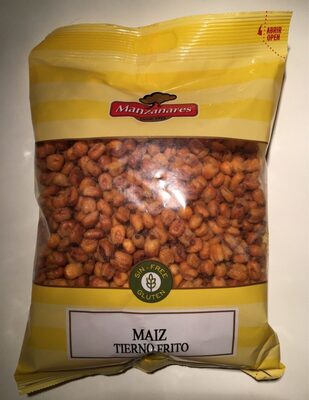 ABRIR
OPEN
Manzanares
SIN - FREE
GLUTEN
MAIZ
TIERNO FRITO